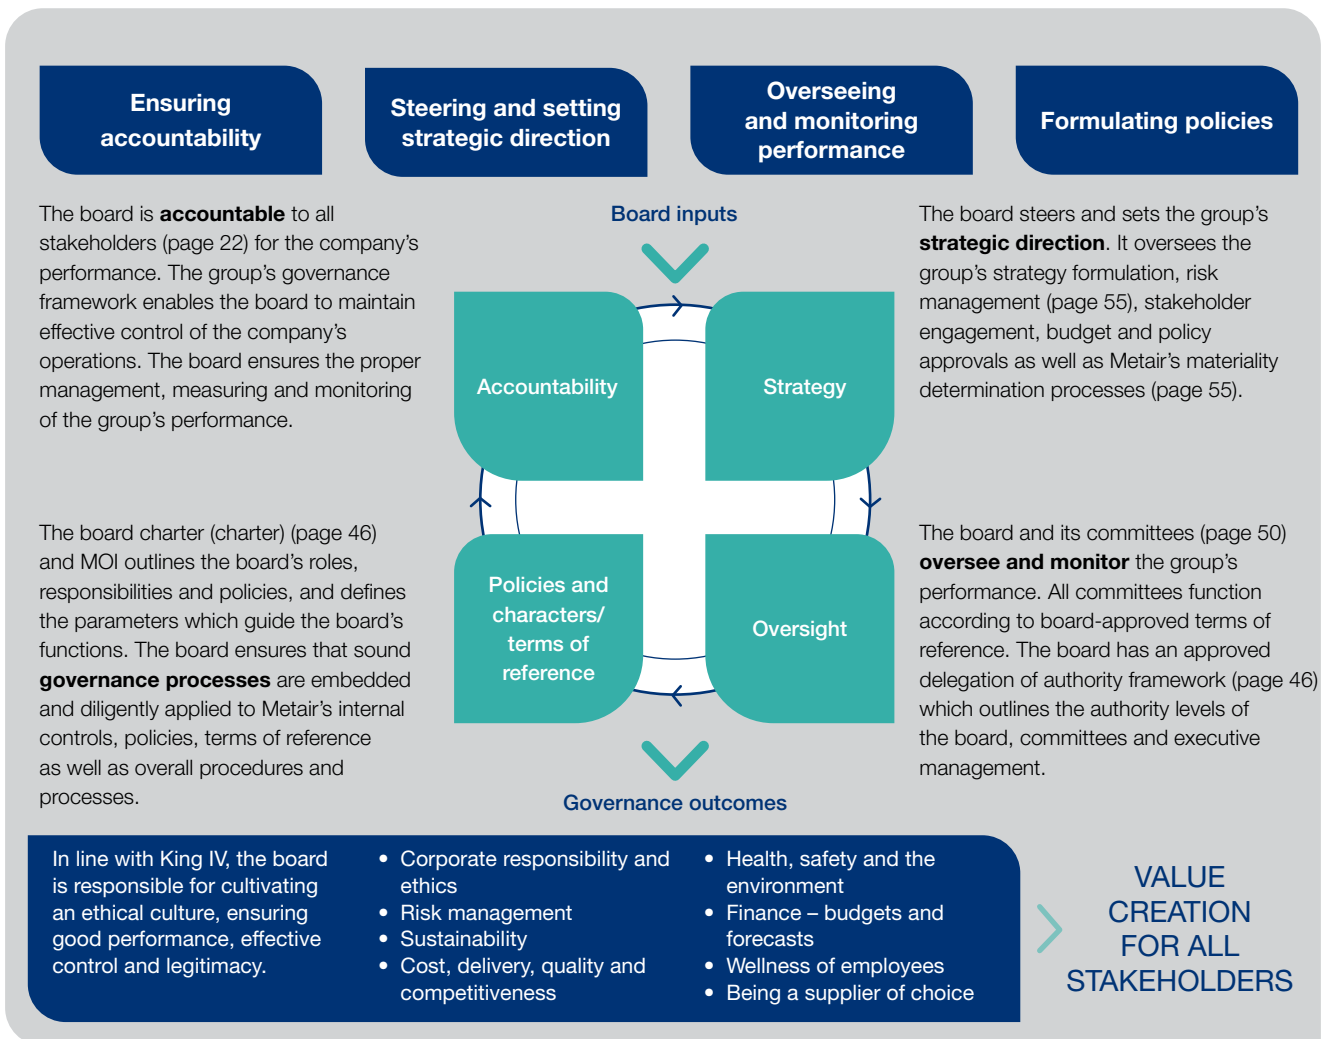 Ensuring
accountability
Steering and setting
strategic direction
Overseeing
and monitoring
performance
Formulating policies
The board is accountable to all
stakeholders (page 22) for the company's
performance. The group's governance
framework enables the board to maintain
effective control of the company's
operations. The board ensures the proper
management, measuring and monitoring
of the group's performance.
Board inputs
The board steers and sets the group's
strategic direction. It oversees the
group's strategy formulation, risk
management (page 55), stakeholder
engagement, budget and policy
approvals as well as Metair's materiality
determination processes (page 55).
Accountability
Strategy
The board charter (charter) (page 46)
and MOI outlines the board's roles,
responsibilities and policies, and defines
the parameters which guide the board's
functions. The board ensures that sound
governance processes are embedded
and diligently applied to Metair's internal
controls, policies, terms of reference
as well as overall procedures and
processes.
Policies and
characters/
terms of
reference
Oversight
The board and its committees (page 50)
oversee and monitor the group's
performance. All committees function
according to board-approved terms of
reference. The board has an approved
delegation of authority framework (page 46)
which outlines the authority levels of
the board, committees and executive
management.
Governance outcomes
In line with King IV, the board
is responsible for cultivating
an ethical culture, ensuring
good performance, effective
control and legitimacy.
• Corporate responsibility and
ethics
• Risk management
• Sustainability
• Cost, delivery, quality and
competitiveness
• Health, safety and the
environment
• Finance – budgets and
forecasts
• Wellness of employees
• Being a supplier of choice
VALUE
CREATION
FOR ALL
STAKEHOLDERS